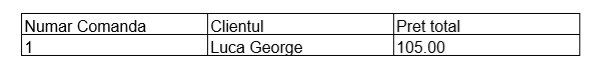 Numar Comanda Clientul Pret total
1 Luca George 105.00